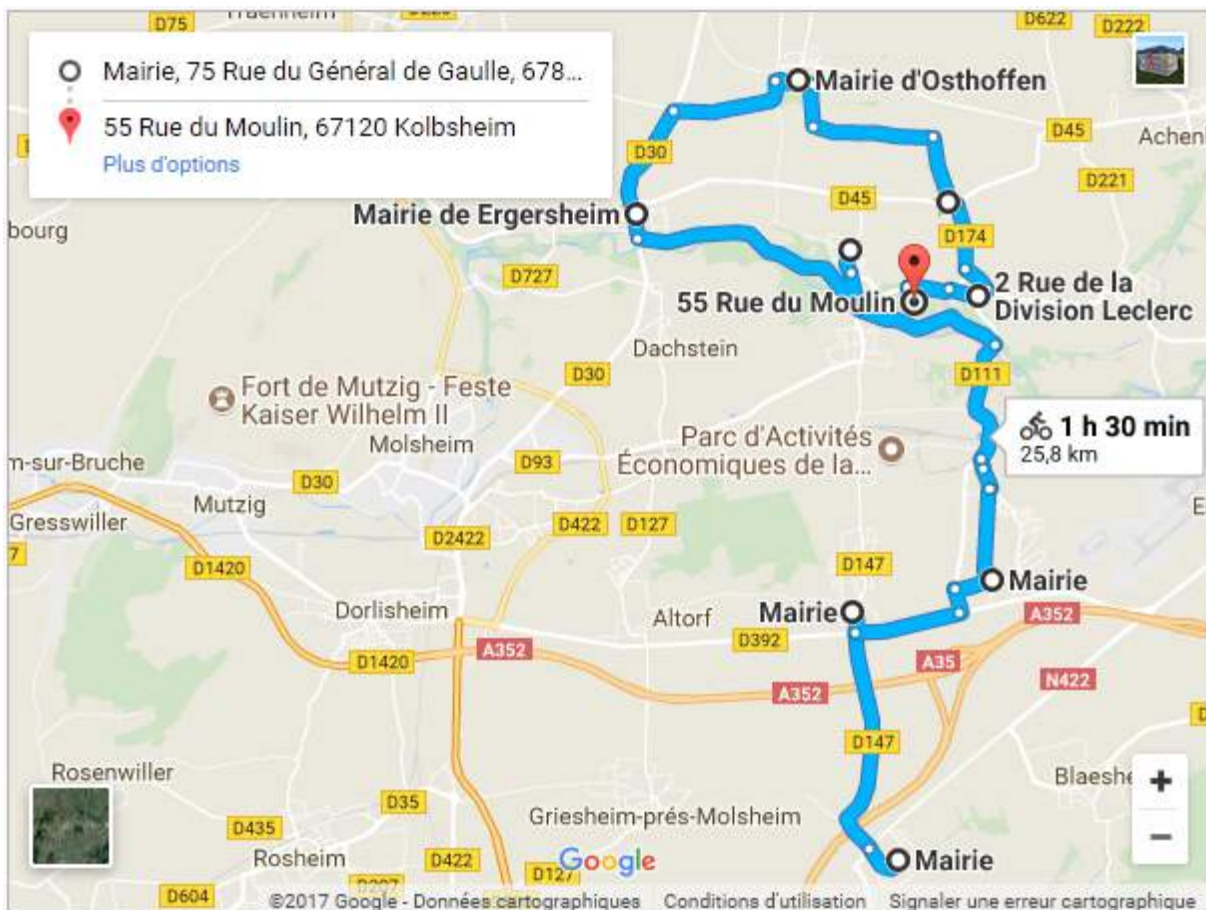 D75
D622
D222
Mairie, 75 Rue du Général de Gaulle, 678...
Mairie d'Osthoffen
55 Rue du Moulin, 67120 Kolbsheim
D45
Plus d'options
D30
D221
D45
Mairie de Ergersheim
bourg
D174
D727
2 Rue de la
Division Leclerc
55 Rue du Moulin
Dachstein
D30
D111
Fort de Mutzig - Feste
Kaiser Wilhelm II
Molsheim
1 h 30 min
25,8 km
Parc d'Activités
Économiques de la...
m-sur-Bruche
D93
D30
Mutzig
Gresswiller
D422
D127
D2422
D1420
D147
Mairie
Dorlisheim
Altorf
Mairie
A352
D392
A352
D1420
A35
N422
A352
D147
Rosenwiller
D35
Griesheim-prés-Molsheim
D435
Rosheim
D422
D127
Google
Mairie
D604
©2017 Google - Données cartographiques
Conditions d'utilisation
Signaler une erreur cartographique